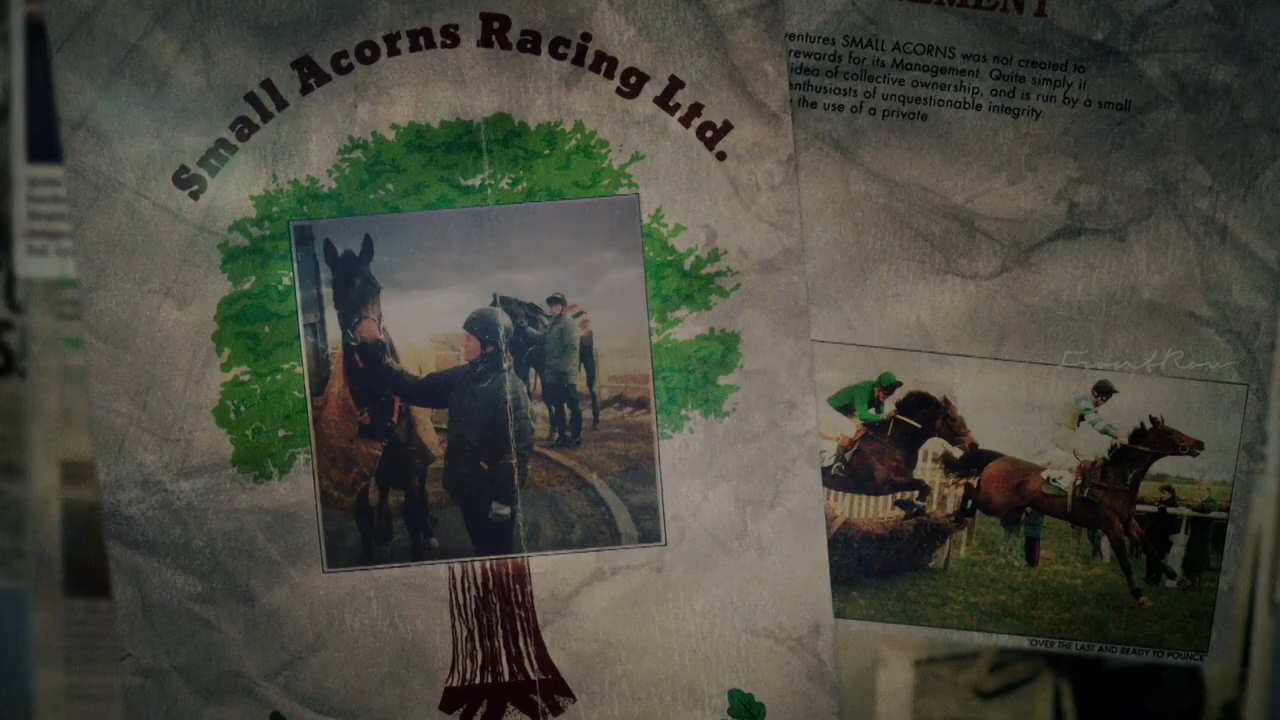 Small Acorns Racing Ltd.
ventures SMALL ACORNS was not created to
rewards for its Management. Quite simply it
idea of collective ownership, and is run by a small
enthusiasts of unquestionable integrity.
the use of a private
FrontRow
"OVER THE LAST AND READY TO POUNCE"